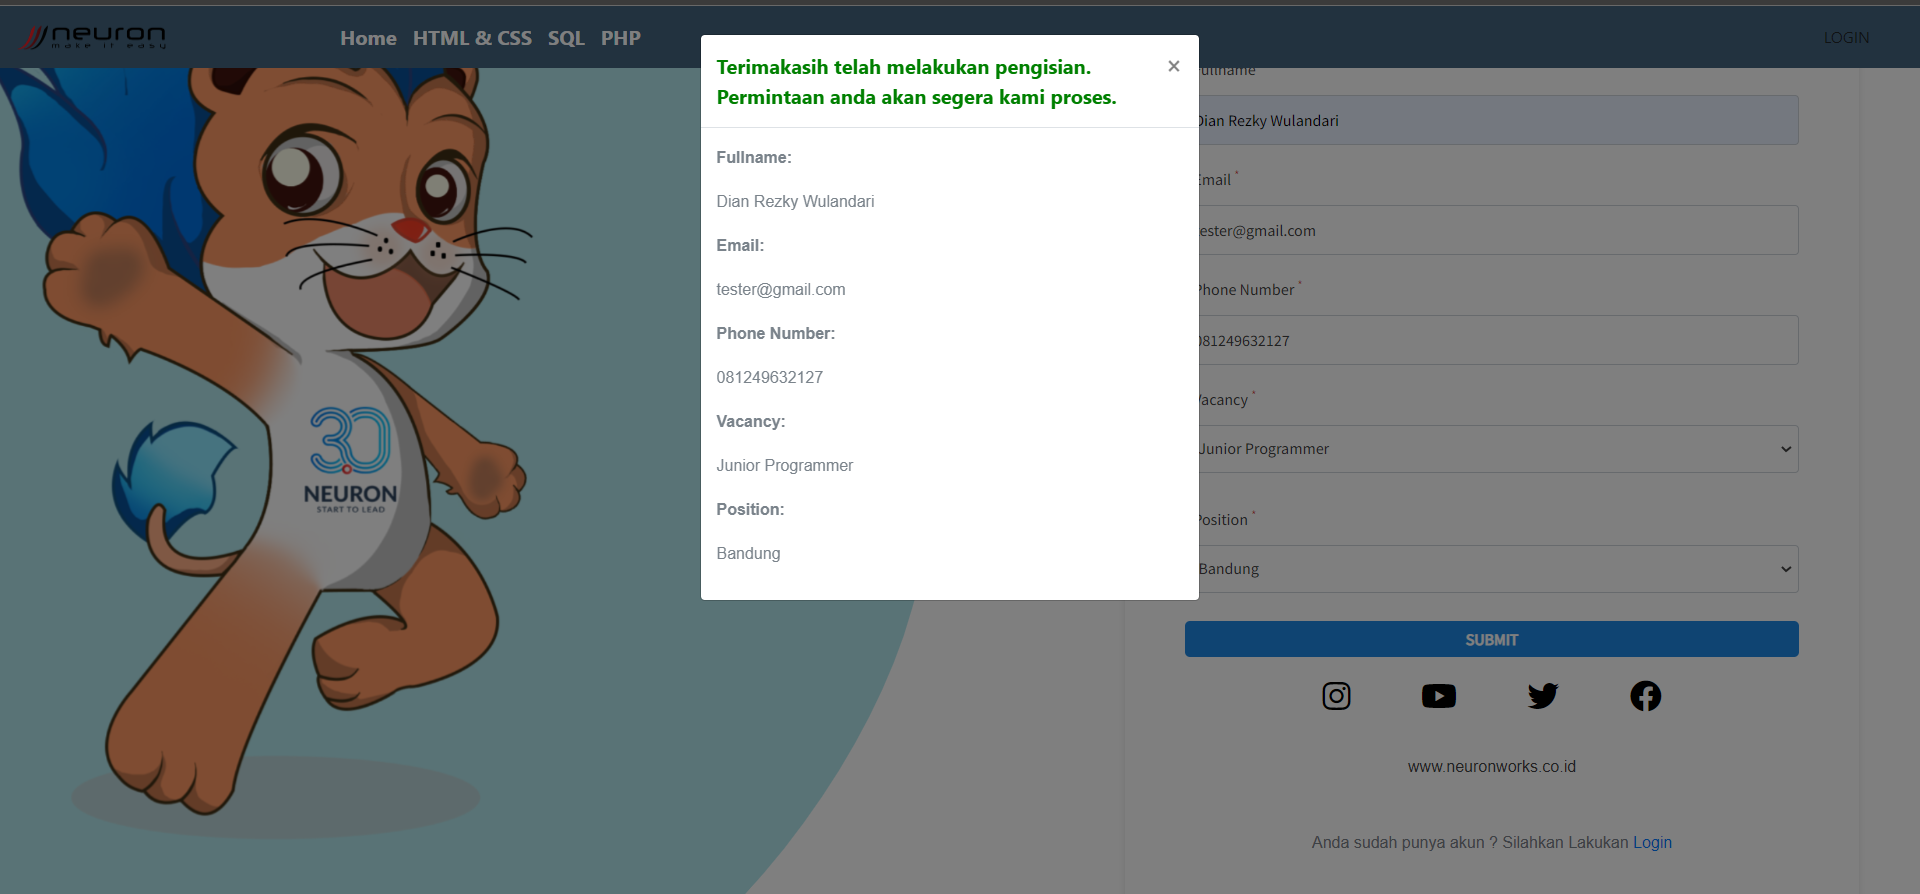 neuron
make it easy
Home HTML & CSS SQL PHP
LOGIN
Terimakasih telah melakukan pengisian.
Permintaan anda akan segera kami proses.
×
Fullname:
Dian Rezky Wulandari
Email:
tester@gmail.com
Phone Number:
081249632127
Vacancy:
Junior Programmer
Position:
Bandung
Fullname
Dian Rezky Wulandari
Email *
tester@gmail.com
Phone Number *
081249632127
Vacancy *
Junior Programmer
Position *
Bandung
SUBMIT
www.neuronworks.co.id
Anda sudah punya akun ? Silahkan Lakukan Login
3.0
NEURON
START TO LEAD